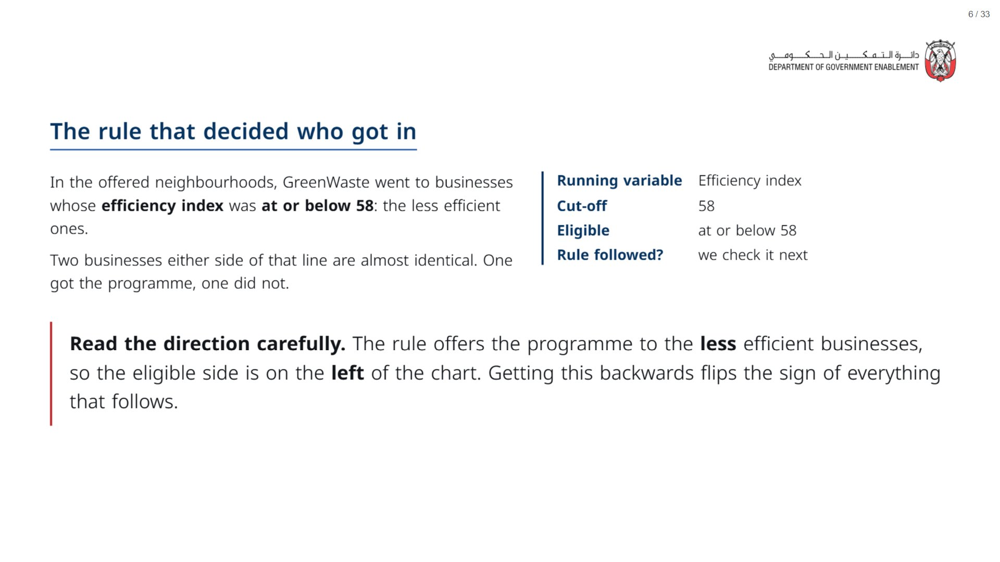 6 / 33
دائرة التمكين الحكومي
DEPARTMENT OF GOVERNMENT ENABLEMENT
The rule that decided who got in
In the offered neighbourhoods, GreenWaste went to businesses
whose efficiency index was at or below 58: the less efficient
ones.
Two businesses either side of that line are almost identical. One
got the programme, one did not.
Running variable Efficiency index
Cut-off 58
Eligible at or below 58
Rule followed? we check it next
Read the direction carefully. The rule offers the programme to the less efficient businesses,
so the eligible side is on the left of the chart. Getting this backwards flips the sign of everything
that follows.